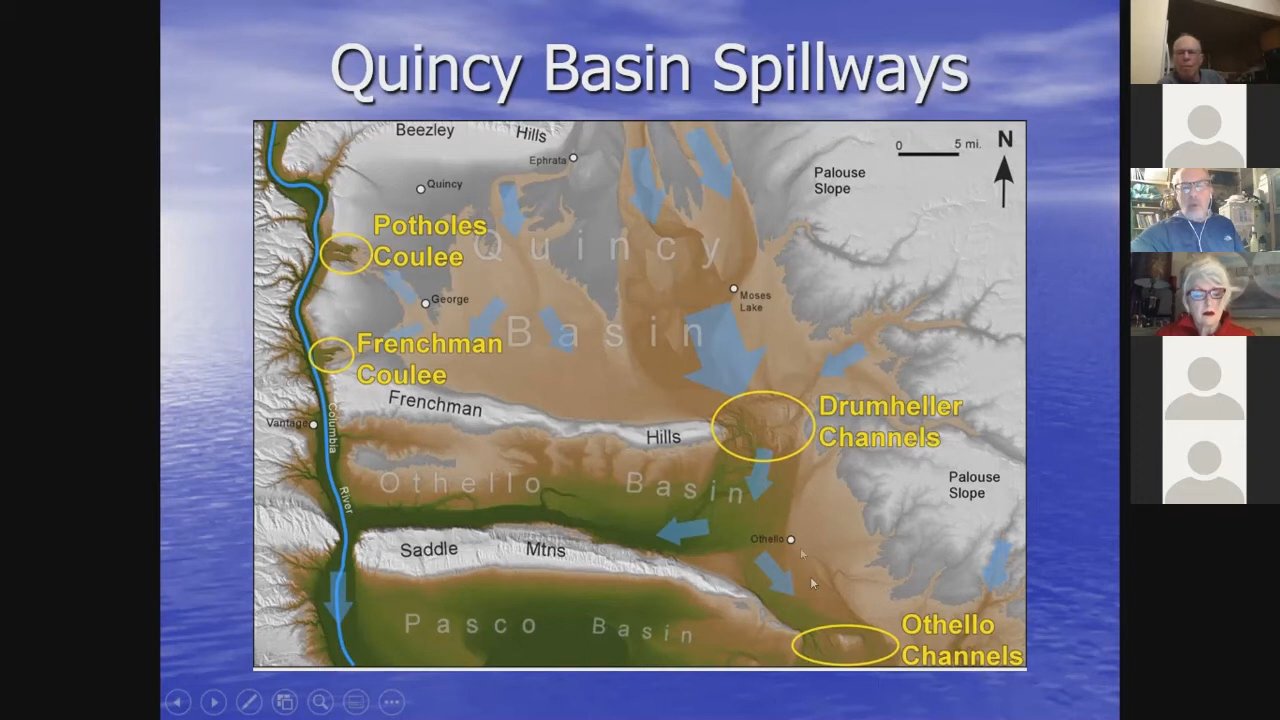 Quincy Basin Spillways
Beezley Hills
Ephrata
0 5 mi.
N
Palouse
Slope
Quincy
Potholes
Coulee
Quincy
Basin
George
Moses
Lake
Frenchman
Coulee
Frenchman Hills
Drumheller
Channels
Vantage
Columbia River
Othello Basin
Palouse
Slope
Othello
Saddle Mtns
Pasco Basin
Othello
Channels